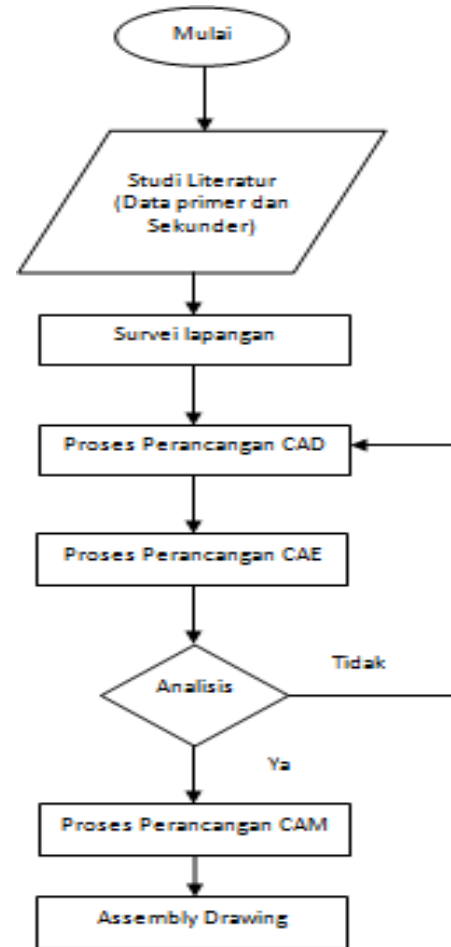 Mulai
Studi Literatur
(Data primer dan
Sekunder)
Survei lapangan
Proses Perancangan CAD
Proses Perancangan CAE
Analisis
Tidak
Ya
Proses Perancangan CAM
Assembly Drawing